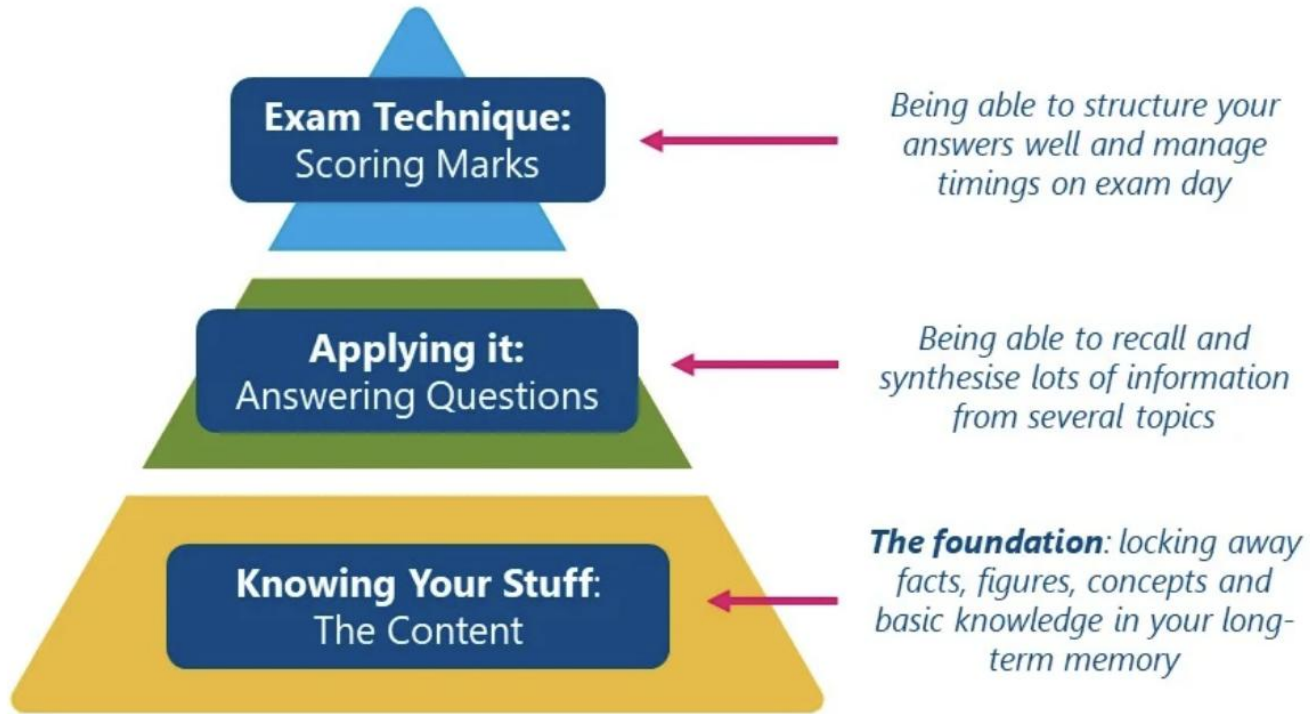 Exam Technique:
Scoring Marks
Being able to structure your
answers well and manage
timings on exam day
Applying it:
Answering Questions
Being able to recall and
synthesise lots of information
from several topics
Knowing Your Stuff:
The Content
The foundation: locking away
facts, figures, concepts and
basic knowledge in your long-
term memory